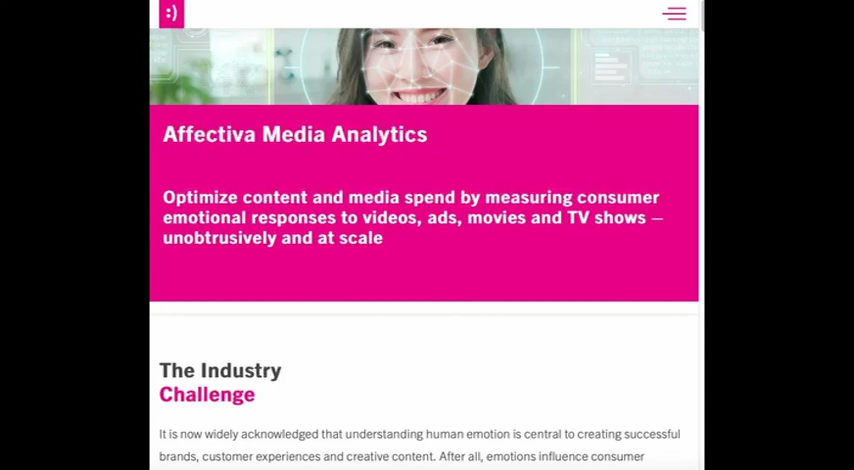 :)
Affectiva Media Analytics
Optimize content and media spend by measuring consumer
emotional responses to videos, ads, movies and TV shows –
unobtrusively and at scale
The Industry
Challenge
It is now widely acknowledged that understanding human emotion is central to creating successful
brands, customer experiences and creative content. After all, emotions influence consumer